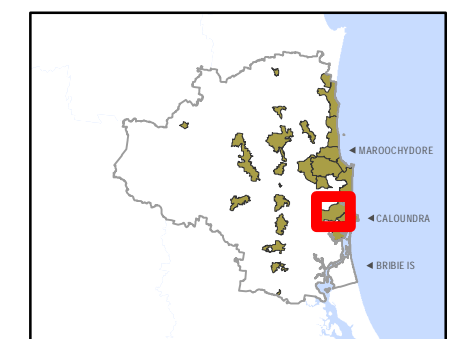 ◄ MAROOCHYDORE
◄ CALOUNDRA
◄ BRIBIE IS